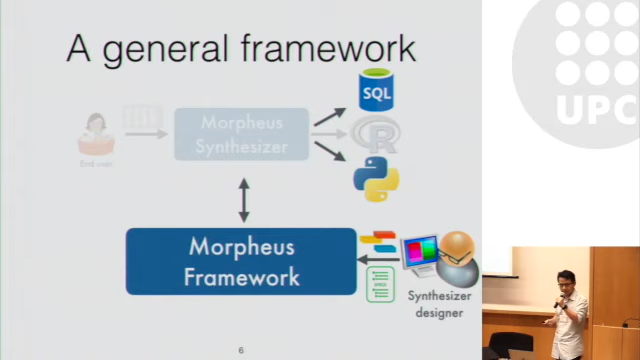 A general framework
SQL
UPC
Morpheus
Synthesizer
R
End user
Morpheus
Framework
Synthesizer
designer
6